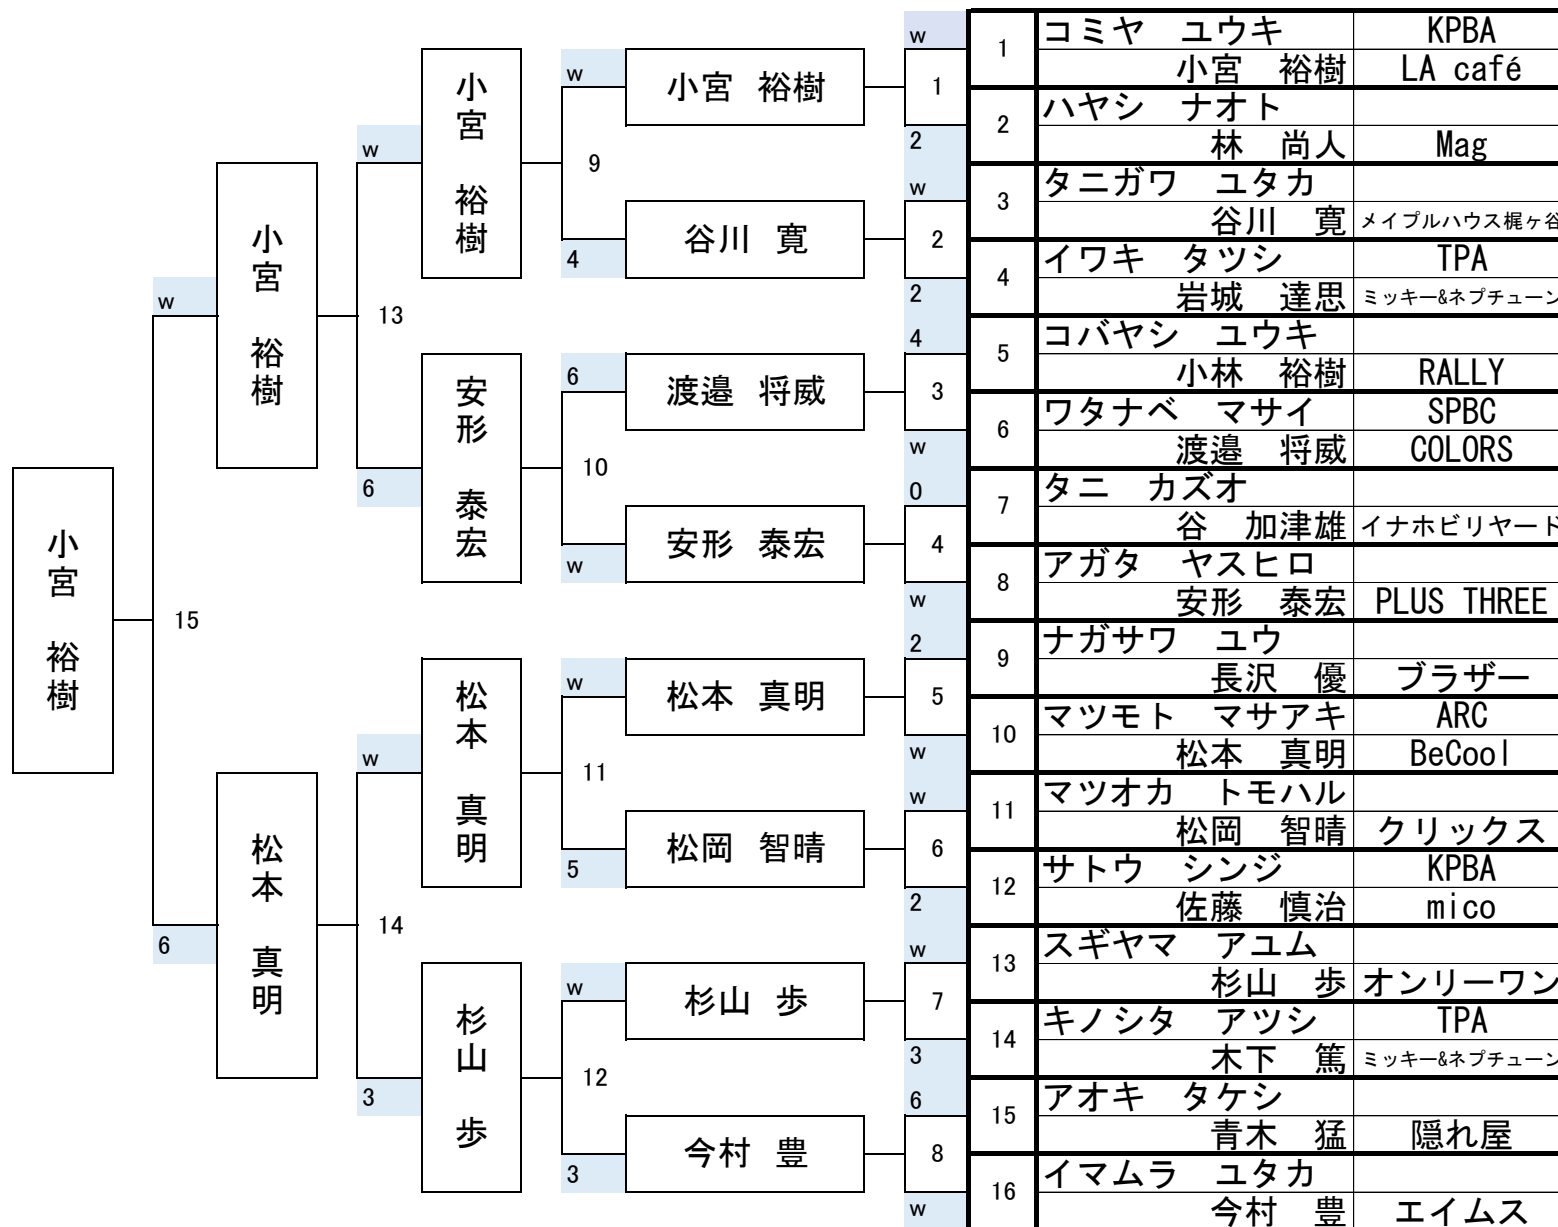 w
1
コミヤ ユウキ KPBA
小宮 裕樹 LA café
1
2
2
ハヤシ ナオト
林 尚人 Mag
w
3
タニガワ ユタカ
谷川 寛 メイプルハウス梶ヶ谷
2
2
4
イワキ タツシ TPA
岩城 達思 ミッキー&ネプチューン
4
5
コバヤシ ユウキ
小林 裕樹 RALLY
3
w
6
ワタナベ マサイ SPBC
渡邉 将威 COLORS
0
7
タニ カズオ
谷 加津雄 イナホビリヤード
4
w
8
アガタ ヤスヒロ
安形 泰宏 PLUS THREE
2
9
ナガサワ ユウ
長沢 優 ブラザー
5
w
10
マツモト マサアキ ARC
松本 真明 BeCool
w
11
マツオカ トモハル
松岡 智晴 クリックス
6
2
12
サトウ シンジ KPBA
佐藤 慎治 mico
w
13
スギヤマ アユム
杉山 歩 オンリーワン
7
3
14
キノシタ アツシ TPA
木下 篤 ミッキー&ネプチューン
6
15
アオキ タケシ
青木 猛 隠れ屋
8
w
16
イマムラ ユタカ
今村 豊 エイムス
w
小宮 裕樹
9
4
谷川 寛
6
渡邉 将威
10
w
安形 泰宏
w
松本 真明
11
5
松岡 智晴
w
杉山 歩
12
3
今村 豊
w
小宮 裕樹
13
6
安形 泰宏
w
松本 真明
14
3
杉山 歩
w
小宮 裕樹
15
6
松本 真明
小宮 裕樹